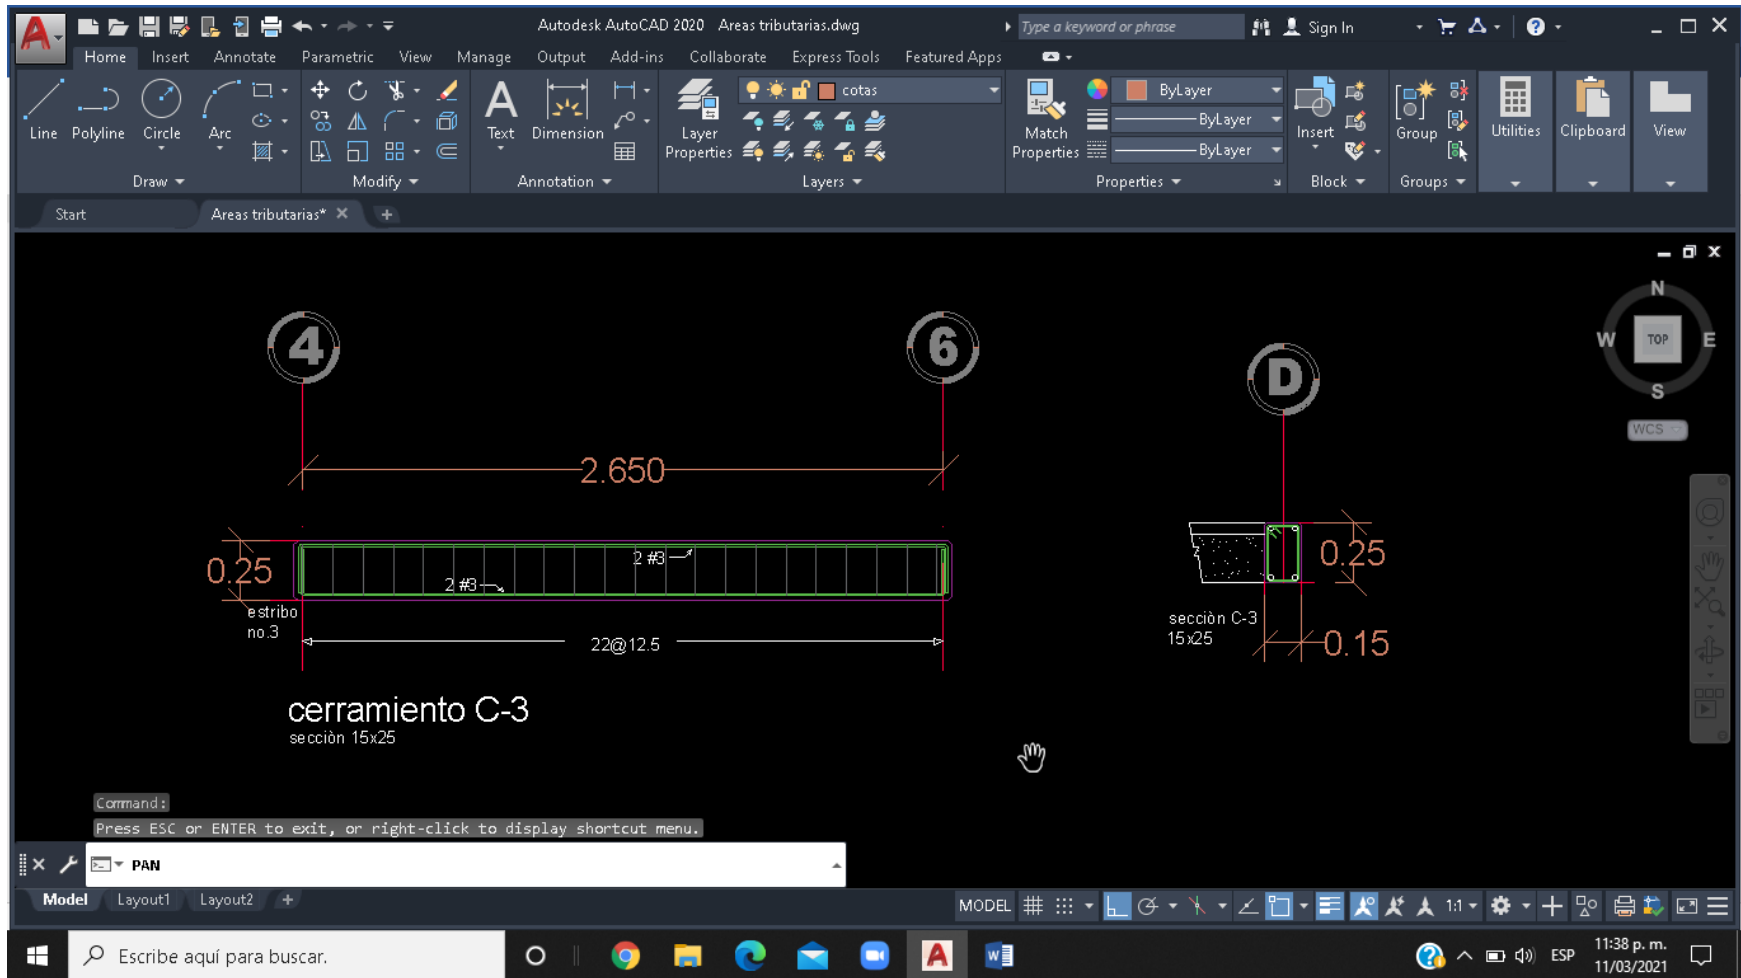 Autodesk AutoCAD 2020 Areas tributarias.dwg
Type a keyword or phrase
Sign In
Home Insert Annotate Parametric View Manage Output Add-ins Collaborate Express Tools Featured Apps
Line Polyline Circle Arc
Draw
Modify
Text Dimension
Annotation
Layer Properties
cotas
Layers
Match Properties
ByLayer
ByLayer
ByLayer
Properties
Insert
Block
Group
Groups
Utilities
Clipboard
View
Start
Areas tributarias*
N
W TOP E
S
WCS
4
6
D
2.650
0.25
2 #3
2 #3
estribo
no.3
22@12.5
cerramiento C-3
secciòn 15x25
0.25
secciòn C-3
15x25
0.15
Command:
Press ESC or ENTER to exit, or right-click to display shortcut menu.
PAN
Model Layout1 Layout2
MODEL
1:1
Escribe aquí para buscar.
ESP
11:38 p. m.
11/03/2021